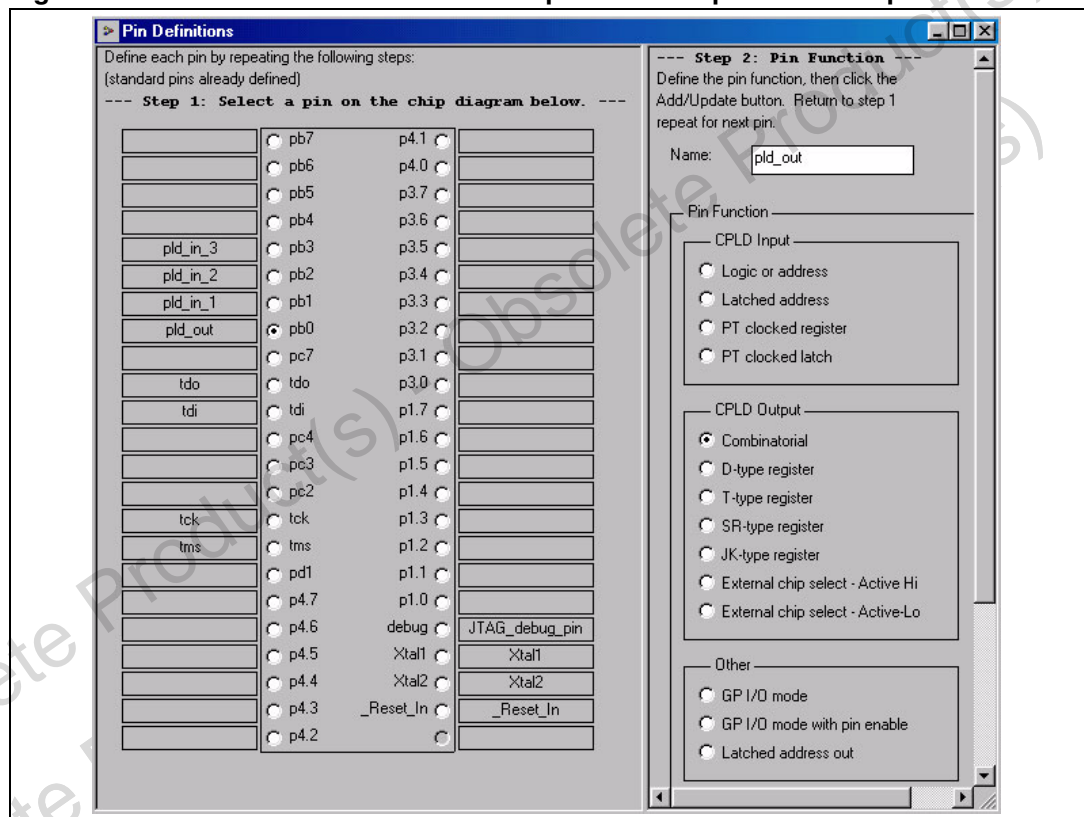 Pin Definitions
Define each pin by repeating the following steps:
(standard pins already defined)
--- Step 1: Select a pin on the chip diagram below. ---
pb7 p4.1
pb6 p4.0
pb5 p3.7
pb4 p3.6
pld_in_3 pb3 p3.5
pld_in_2 pb2 p3.4
pld_in_1 pb1 p3.3
pld_out pb0 p3.2
pc7 p3.1
tdo tdo p3.0
tdi tdi p1.7
pc4 p1.6
pc3 p1.5
pc2 p1.4
tck tck p1.3
tms tms p1.2
pd1 p1.1
p4.7 p1.0
p4.6 debug JTAG_debug_pin
p4.5 Xtal1 Xtal1
p4.4 Xtal2 Xtal2
p4.3 _Reset_In _Reset_In
p4.2
--- Step 2: Pin Function ---
Define the pin function, then click the
Add/Update button. Return to step 1
repeat for next pin.
Name: pld_out
Pin Function
CPLD Input
Logic or address
Latched address
PT clocked register
PT clocked latch
CPLD Output
Combinatorial
D-type register
T-type register
SR-type register
JK-type register
External chip select - Active Hi
External chip select - Active-Lo
Other
GP I/O mode
GP I/O mode with pin enable
Latched address out
Product(s) - Obsolete Product(s)